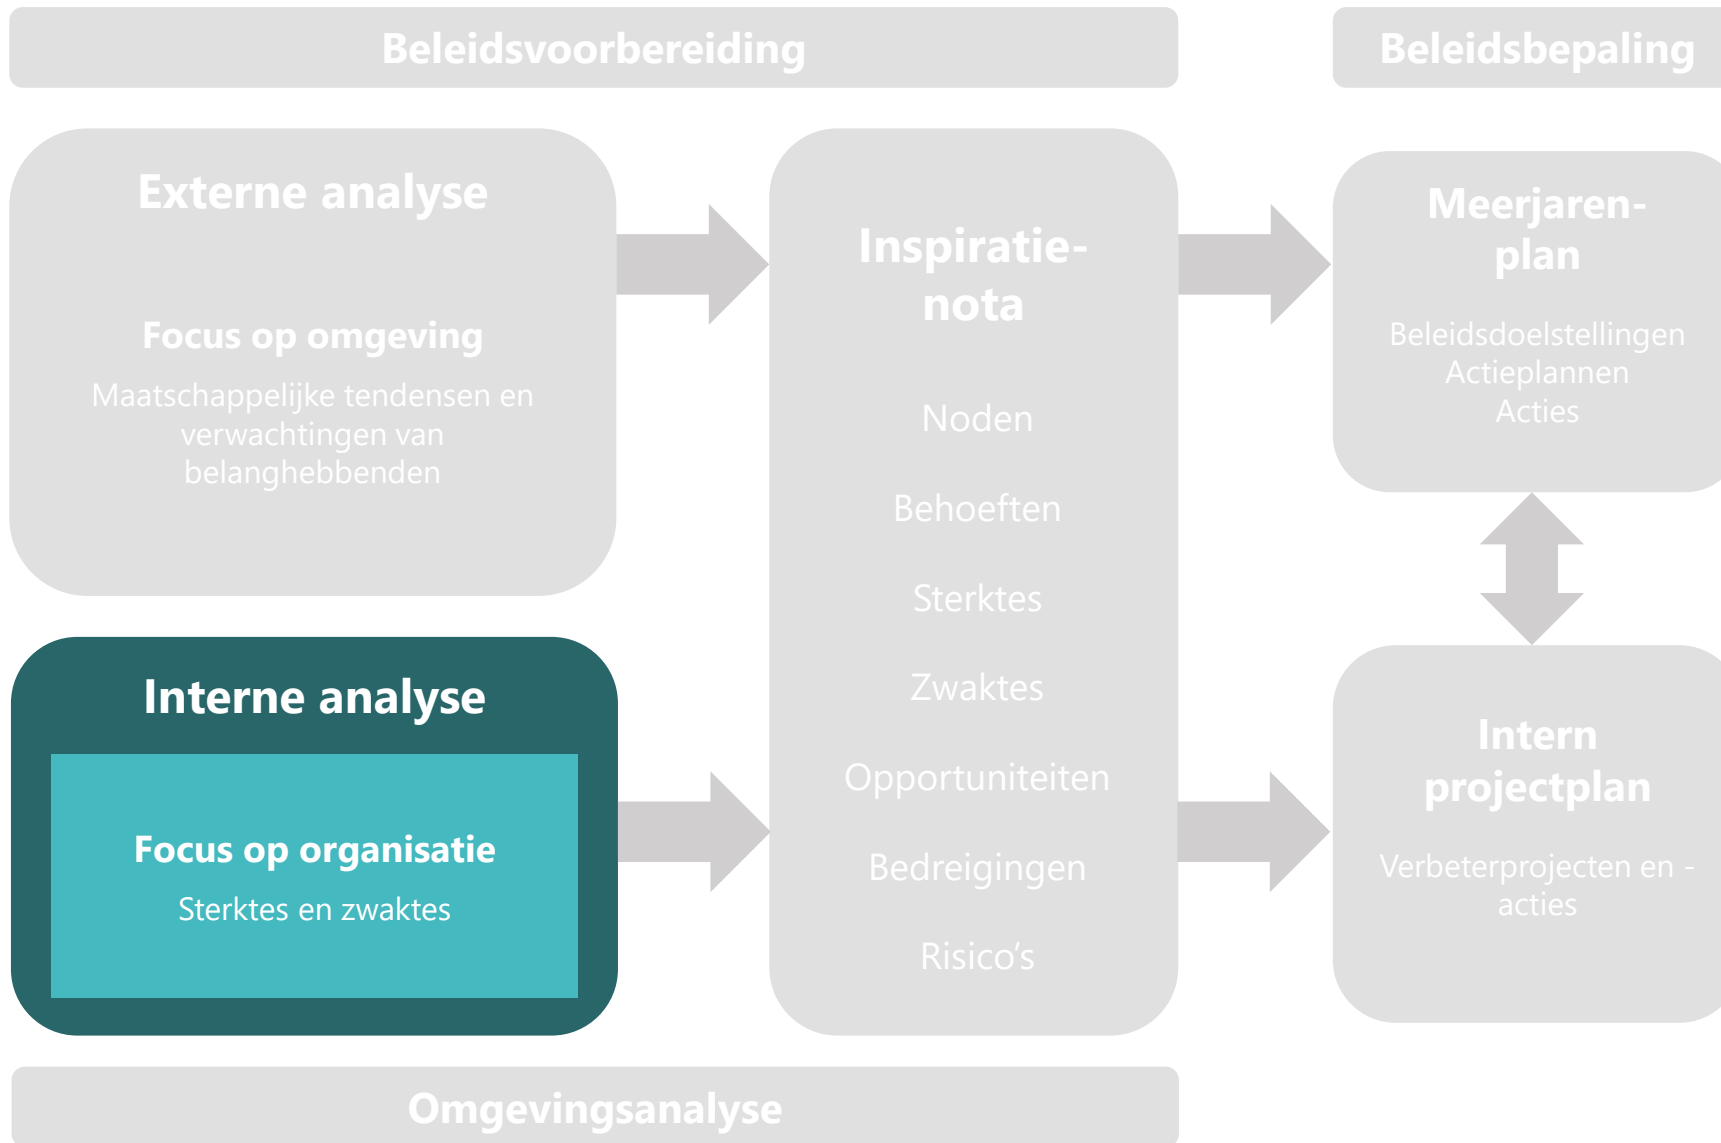 Beleidsvoorbereiding
Beleidsbepaling
Externe analyse
Focus op omgeving
Maatschappelijke tendensen en
verwachtingen van
belanghebbenden
Interne analyse
Focus op organisatie
Sterktes en zwaktes
Inspiratie-
nota
Noden
Behoeften
Sterktes
Zwaktes
Opportuniteiten
Bedreigingen
Risico's
Meerjaren-
plan
Beleidsdoelstellingen
Actieplannen
Acties
Intern
projectplan
Verbeterprojecten en -
acties
Omgevingsanalyse